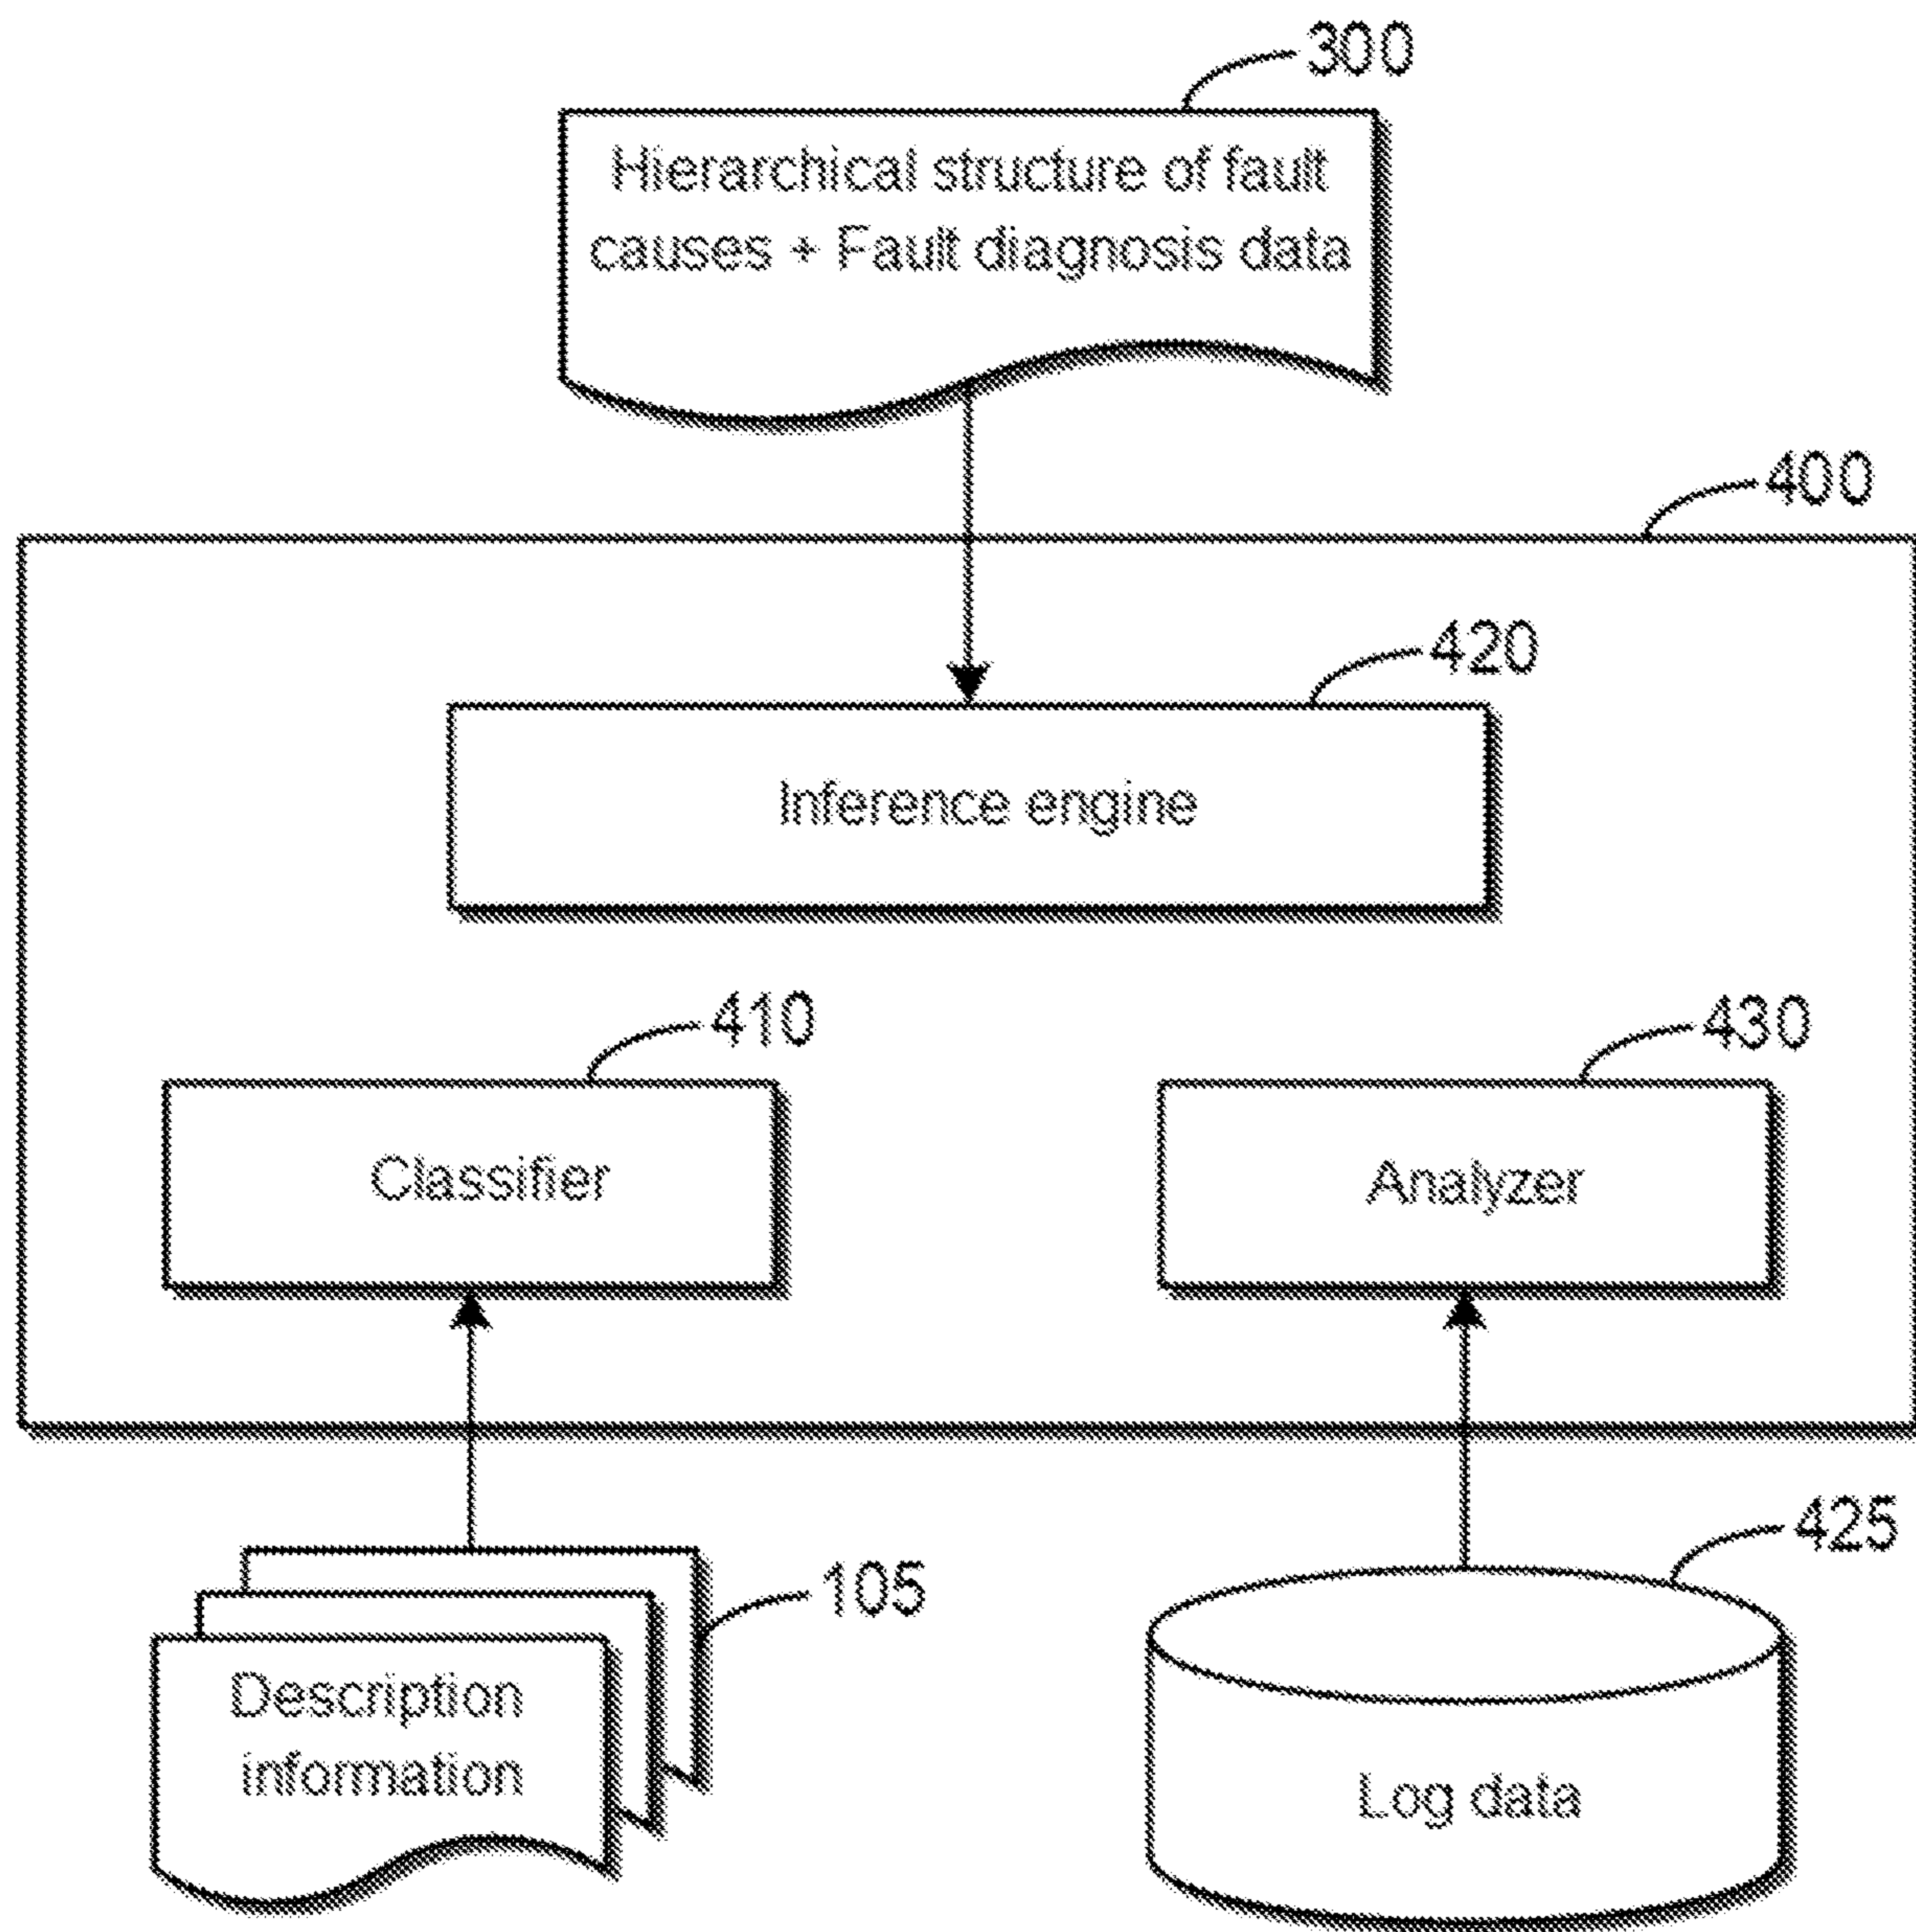 300
Hierarchical structure of fault
causes + Fault diagnosis data
400
420
Inference engine
410
430
Classifier
Analyzer
425
105
Description
information
Log data